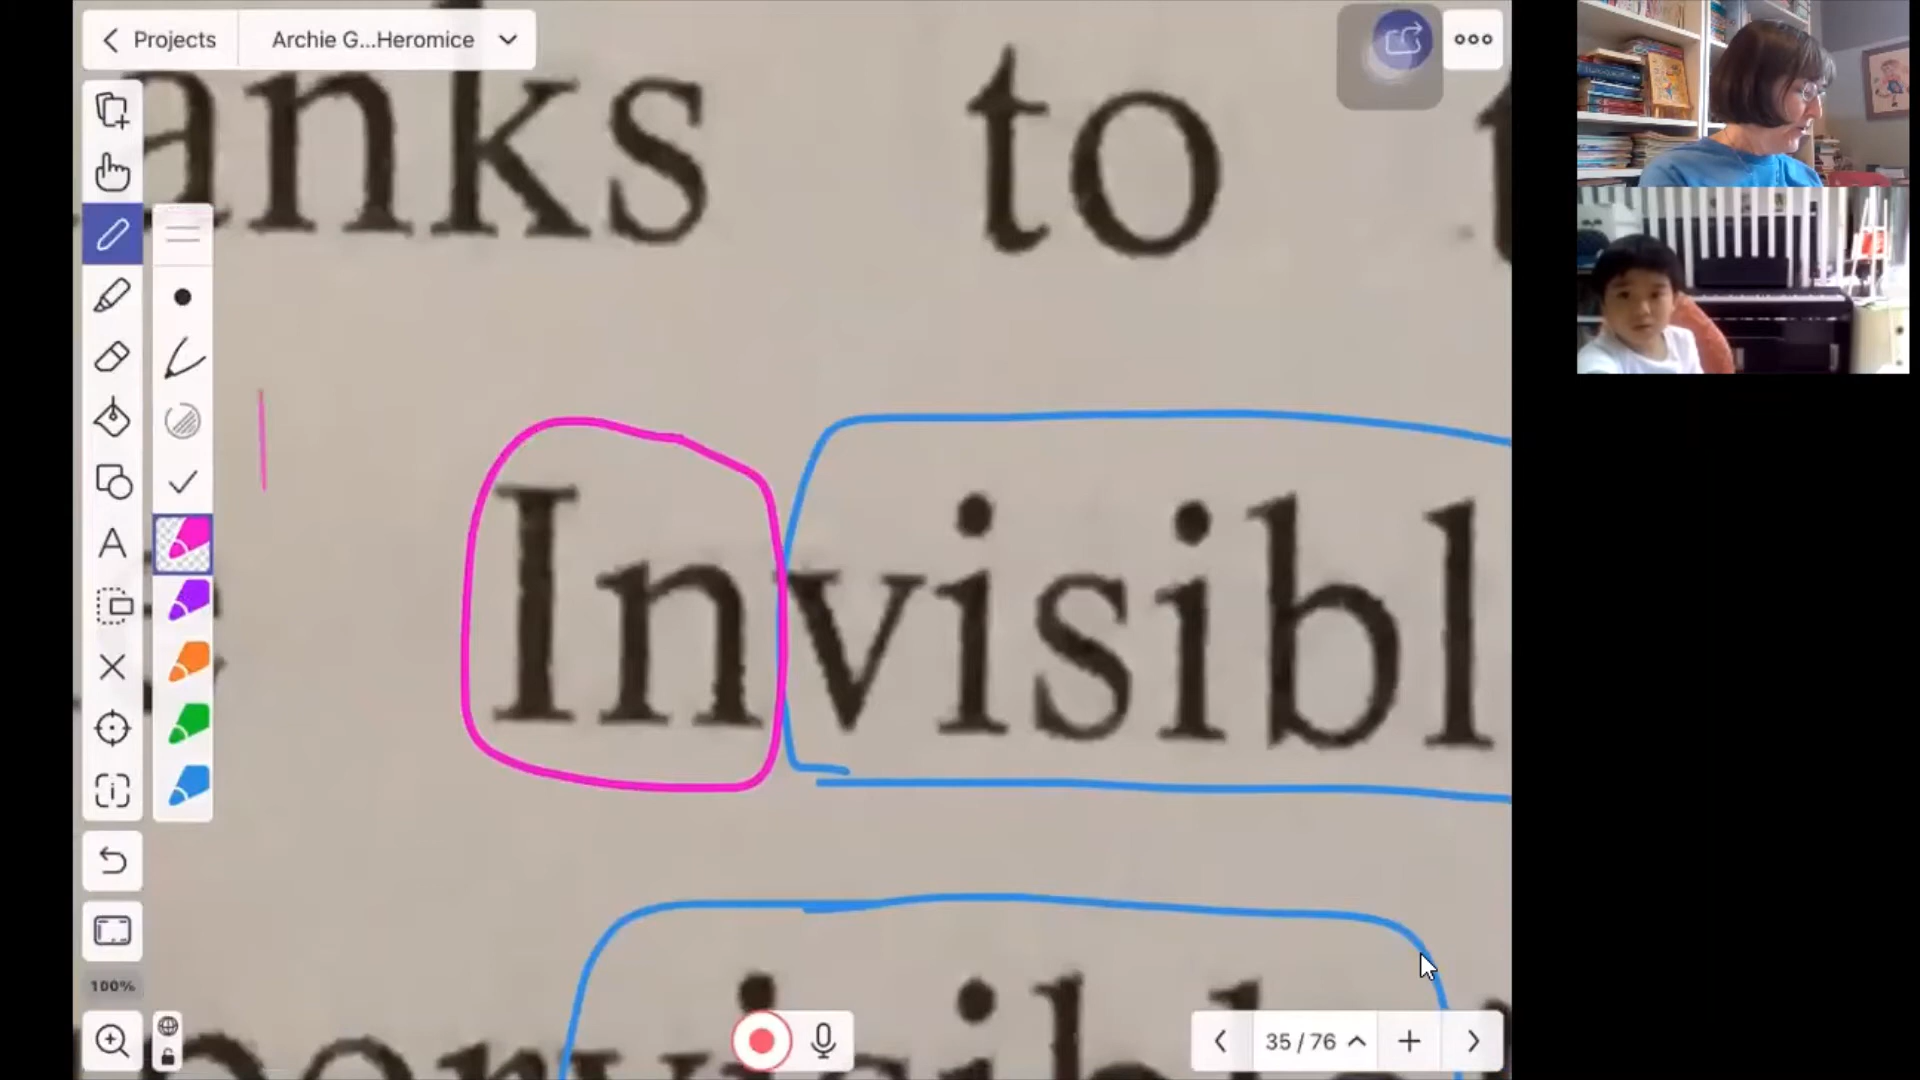 Projects
Archie G...Heromice
anks to t
Invisibl
100%
35 / 76